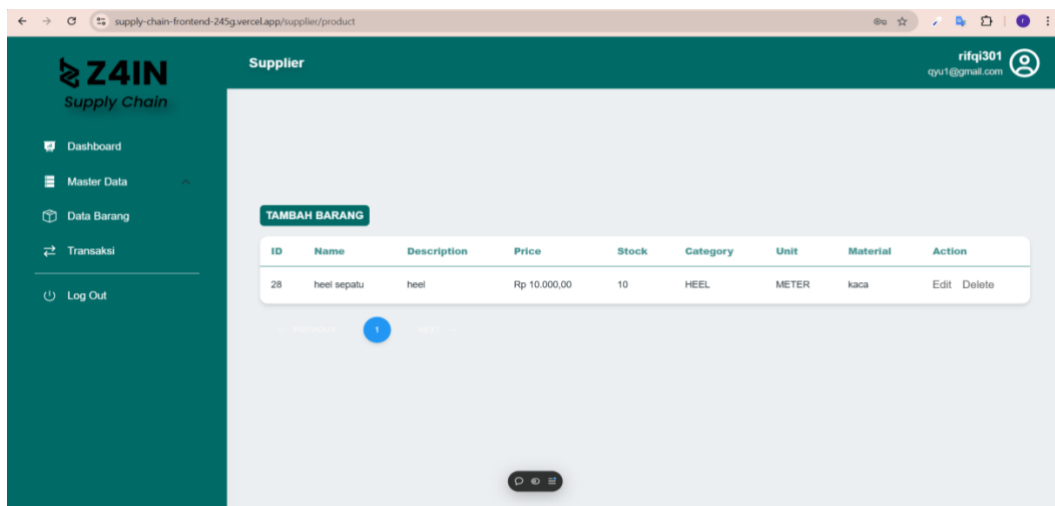 supply-chain-frontend-245g.vercel.app/supplier/product
Z4IN
Supply Chain
Supplier
rifqi301
qyu1@gmail.com
Dashboard
Master Data
Data Barang
Transaksi
Log Out
TAMBAH BARANG
ID Name Description Price Stock Category Unit Material Action
28 heel sepatu heel Rp 10.000,00 10 HEEL METER kaca Edit Delete
1